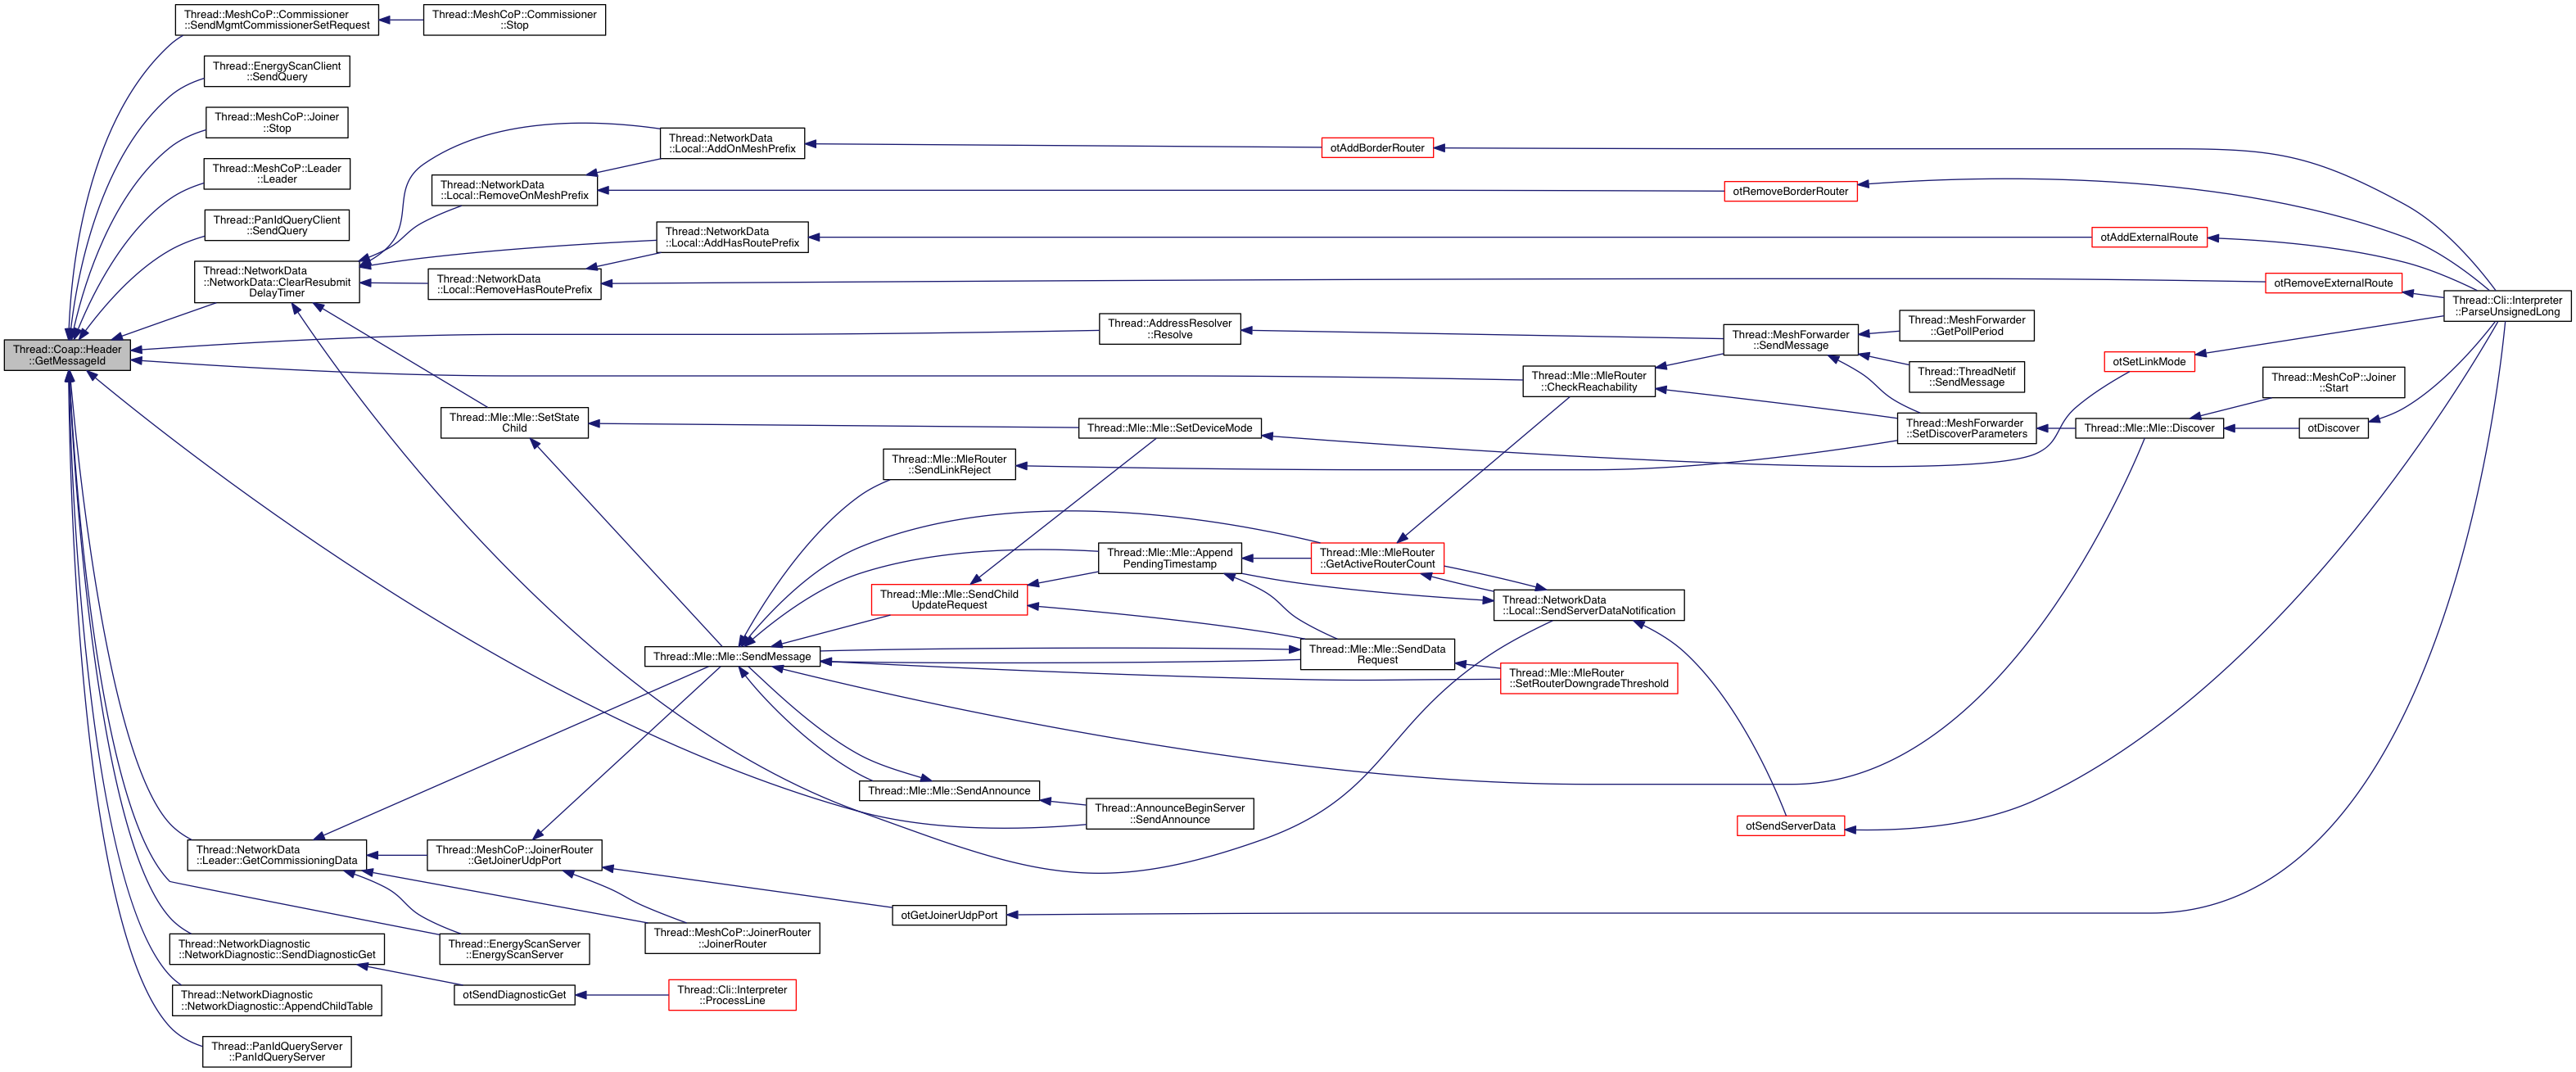 Thread::MeshCoP::Commissioner
::SendMgmtCommissionerSetRequest
Thread::MeshCoP::Commissioner
::Stop
Thread::EnergyScanClient
::SendQuery
Thread::MeshCoP::Joiner
::Stop
Thread::MeshCoP::Leader
::Leader
Thread::PanIdQueryClient
::SendQuery
Thread::NetworkData
::NetworkData::ClearResubmit
DelayTimer
Thread::Coap::Header
::GetMessageId
Thread::NetworkData
::Local::AddOnMeshPrefix
Thread::NetworkData
::Local::RemoveOnMeshPrefix
Thread::NetworkData
::Local::AddHasRoutePrefix
Thread::NetworkData
::Local::RemoveHasRoutePrefix
otAddBorderRouter
otRemoveBorderRouter
otAddExternalRoute
otRemoveExternalRoute
Thread::Cli::Interpreter
::ParseUnsignedLong
Thread::AddressResolver
::Resolve
Thread::MeshForwarder
::SendMessage
Thread::MeshForwarder
::GetPollPeriod
Thread::ThreadNetif
::SendMessage
otSetLinkMode
Thread::Mle::MleRouter
::CheckReachability
Thread::MeshCoP::Joiner
::Start
Thread::Mle::Mle::SetState
Child
Thread::Mle::Mle::SetDeviceMode
Thread::MeshForwarder
::SetDiscoverParameters
Thread::Mle::Mle::Discover
otDiscover
Thread::Mle::MleRouter
::SendLinkReject
Thread::Mle::Mle::Append
PendingTimestamp
Thread::Mle::MleRouter
::GetActiveRouterCount
Thread::Mle::Mle::SendChild
UpdateRequest
Thread::NetworkData
::Local::SendServerDataNotification
Thread::Mle::Mle::SendMessage
Thread::Mle::Mle::SendData
Request
Thread::Mle::MleRouter
::SetRouterDowngradeThreshold
Thread::Mle::Mle::SendAnnounce
Thread::AnnounceBeginServer
::SendAnnounce
otSendServerData
Thread::NetworkData
::Leader::GetCommissioningData
Thread::MeshCoP::JoinerRouter
::GetJoinerUdpPort
otGetJoinerUdpPort
Thread::NetworkDiagnostic
::NetworkDiagnostic::SendDiagnosticGet
Thread::EnergyScanServer
::EnergyScanServer
Thread::MeshCoP::JoinerRouter
::JoinerRouter
Thread::NetworkDiagnostic
::NetworkDiagnostic::AppendChildTable
otSendDiagnosticGet
Thread::Cli::Interpreter
::ProcessLine
Thread::PanIdQueryServer
::PanIdQueryServer